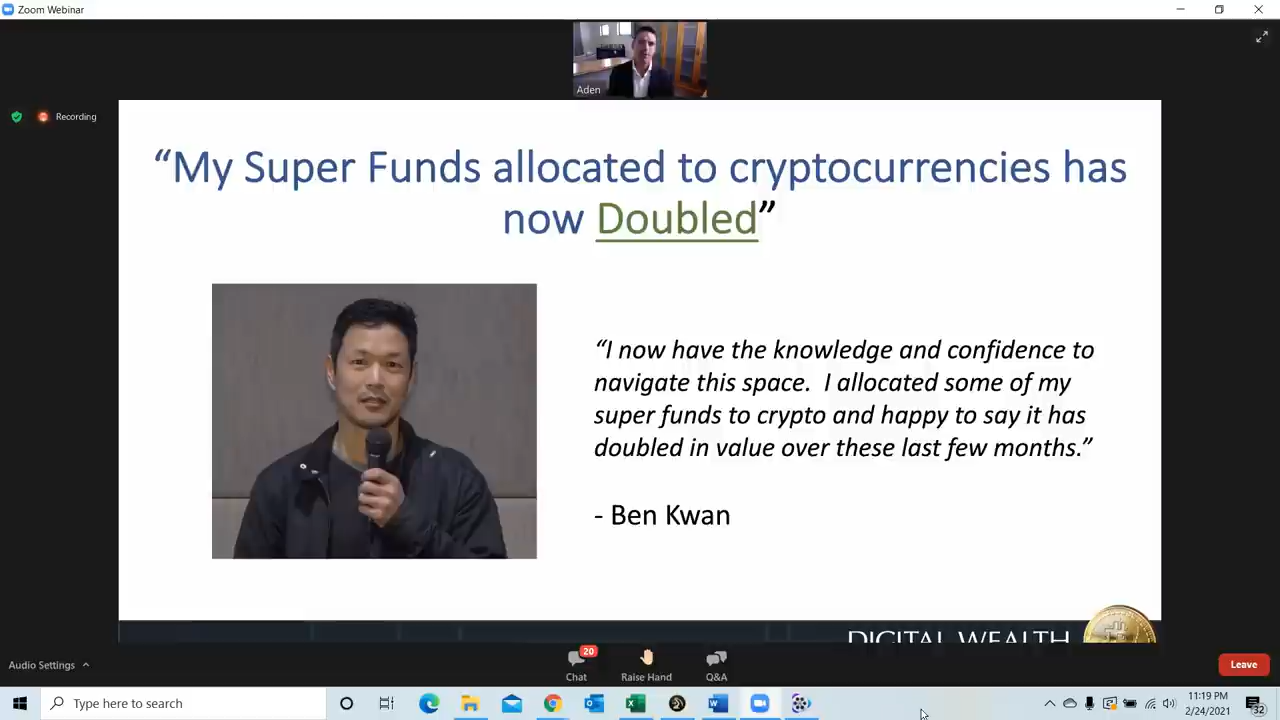 Zoom Webinar
Aden
Recording
“My Super Funds allocated to cryptocurrencies has
now Doubled”
“I now have the knowledge and confidence to
navigate this space. I allocated some of my
super funds to crypto and happy to say it has
doubled in value over these last few months.”
- Ben Kwan
DIGITAL WEALTH
Audio Settings
20
Chat
Raise Hand
Q&A
Leave
Type here to search
11:19 PM
2/24/2021
32